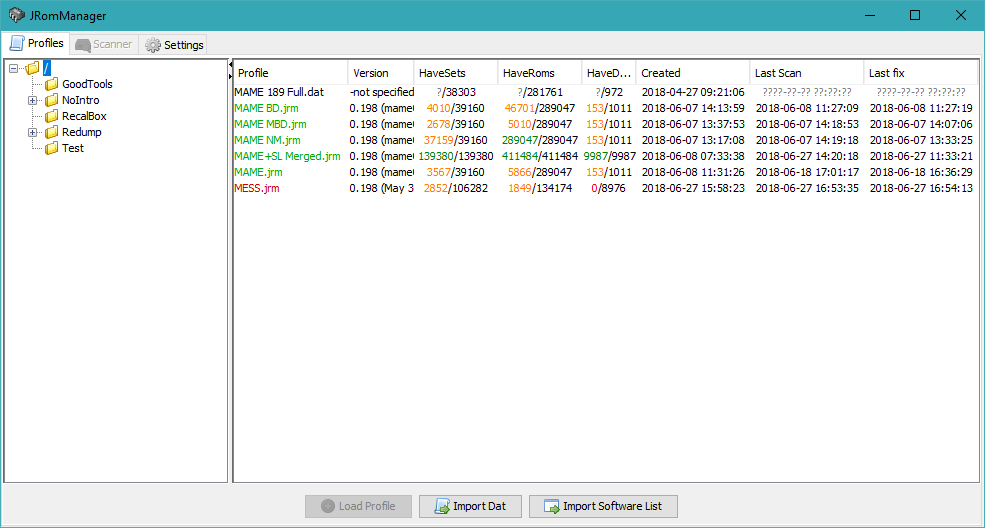 JRomManager
Profiles Scanner Settings
/
GoodTools
NoIntro
RecalBox
Redump
Test
Profile Version HaveSets HaveRoms HaveD... Created Last Scan Last fix
MAME 189 Full.dat -not specified ?/38303 ?/281761 ?/972 2018-04-27 09:21:06 ????-??-?? ??:??:?? ????-??-?? ??:??:??
MAME BD.jrm 0.198 (mame 4010/39160 46701/289047 153/1011 2018-06-07 14:13:59 2018-06-08 11:27:09 2018-06-08 11:27:19
MAME MBD.jrm 0.198 (mame 2678/39160 5010/289047 153/1011 2018-06-07 13:37:53 2018-06-07 14:18:53 2018-06-07 14:07:06
MAME NM.jrm 0.198 (mame 37159/39160 289047/289047 153/1011 2018-06-07 13:17:08 2018-06-07 14:19:18 2018-06-07 13:33:25
MAME+SL Merged.jrm 0.198 (mame 139380/139380 411484/411484 9987/9987 2018-06-08 07:33:38 2018-06-27 14:20:18 2018-06-27 11:33:21
MAME.jrm 0.198 (mame 3567/39160 5866/289047 153/1011 2018-06-08 11:31:26 2018-06-18 17:01:17 2018-06-18 16:36:29
MESS.jrm 0.198 (May 3 2852/106282 1849/134174 0/8976 2018-06-27 15:58:23 2018-06-27 16:53:35 2018-06-27 16:54:13
Load Profile Import Dat Import Software List